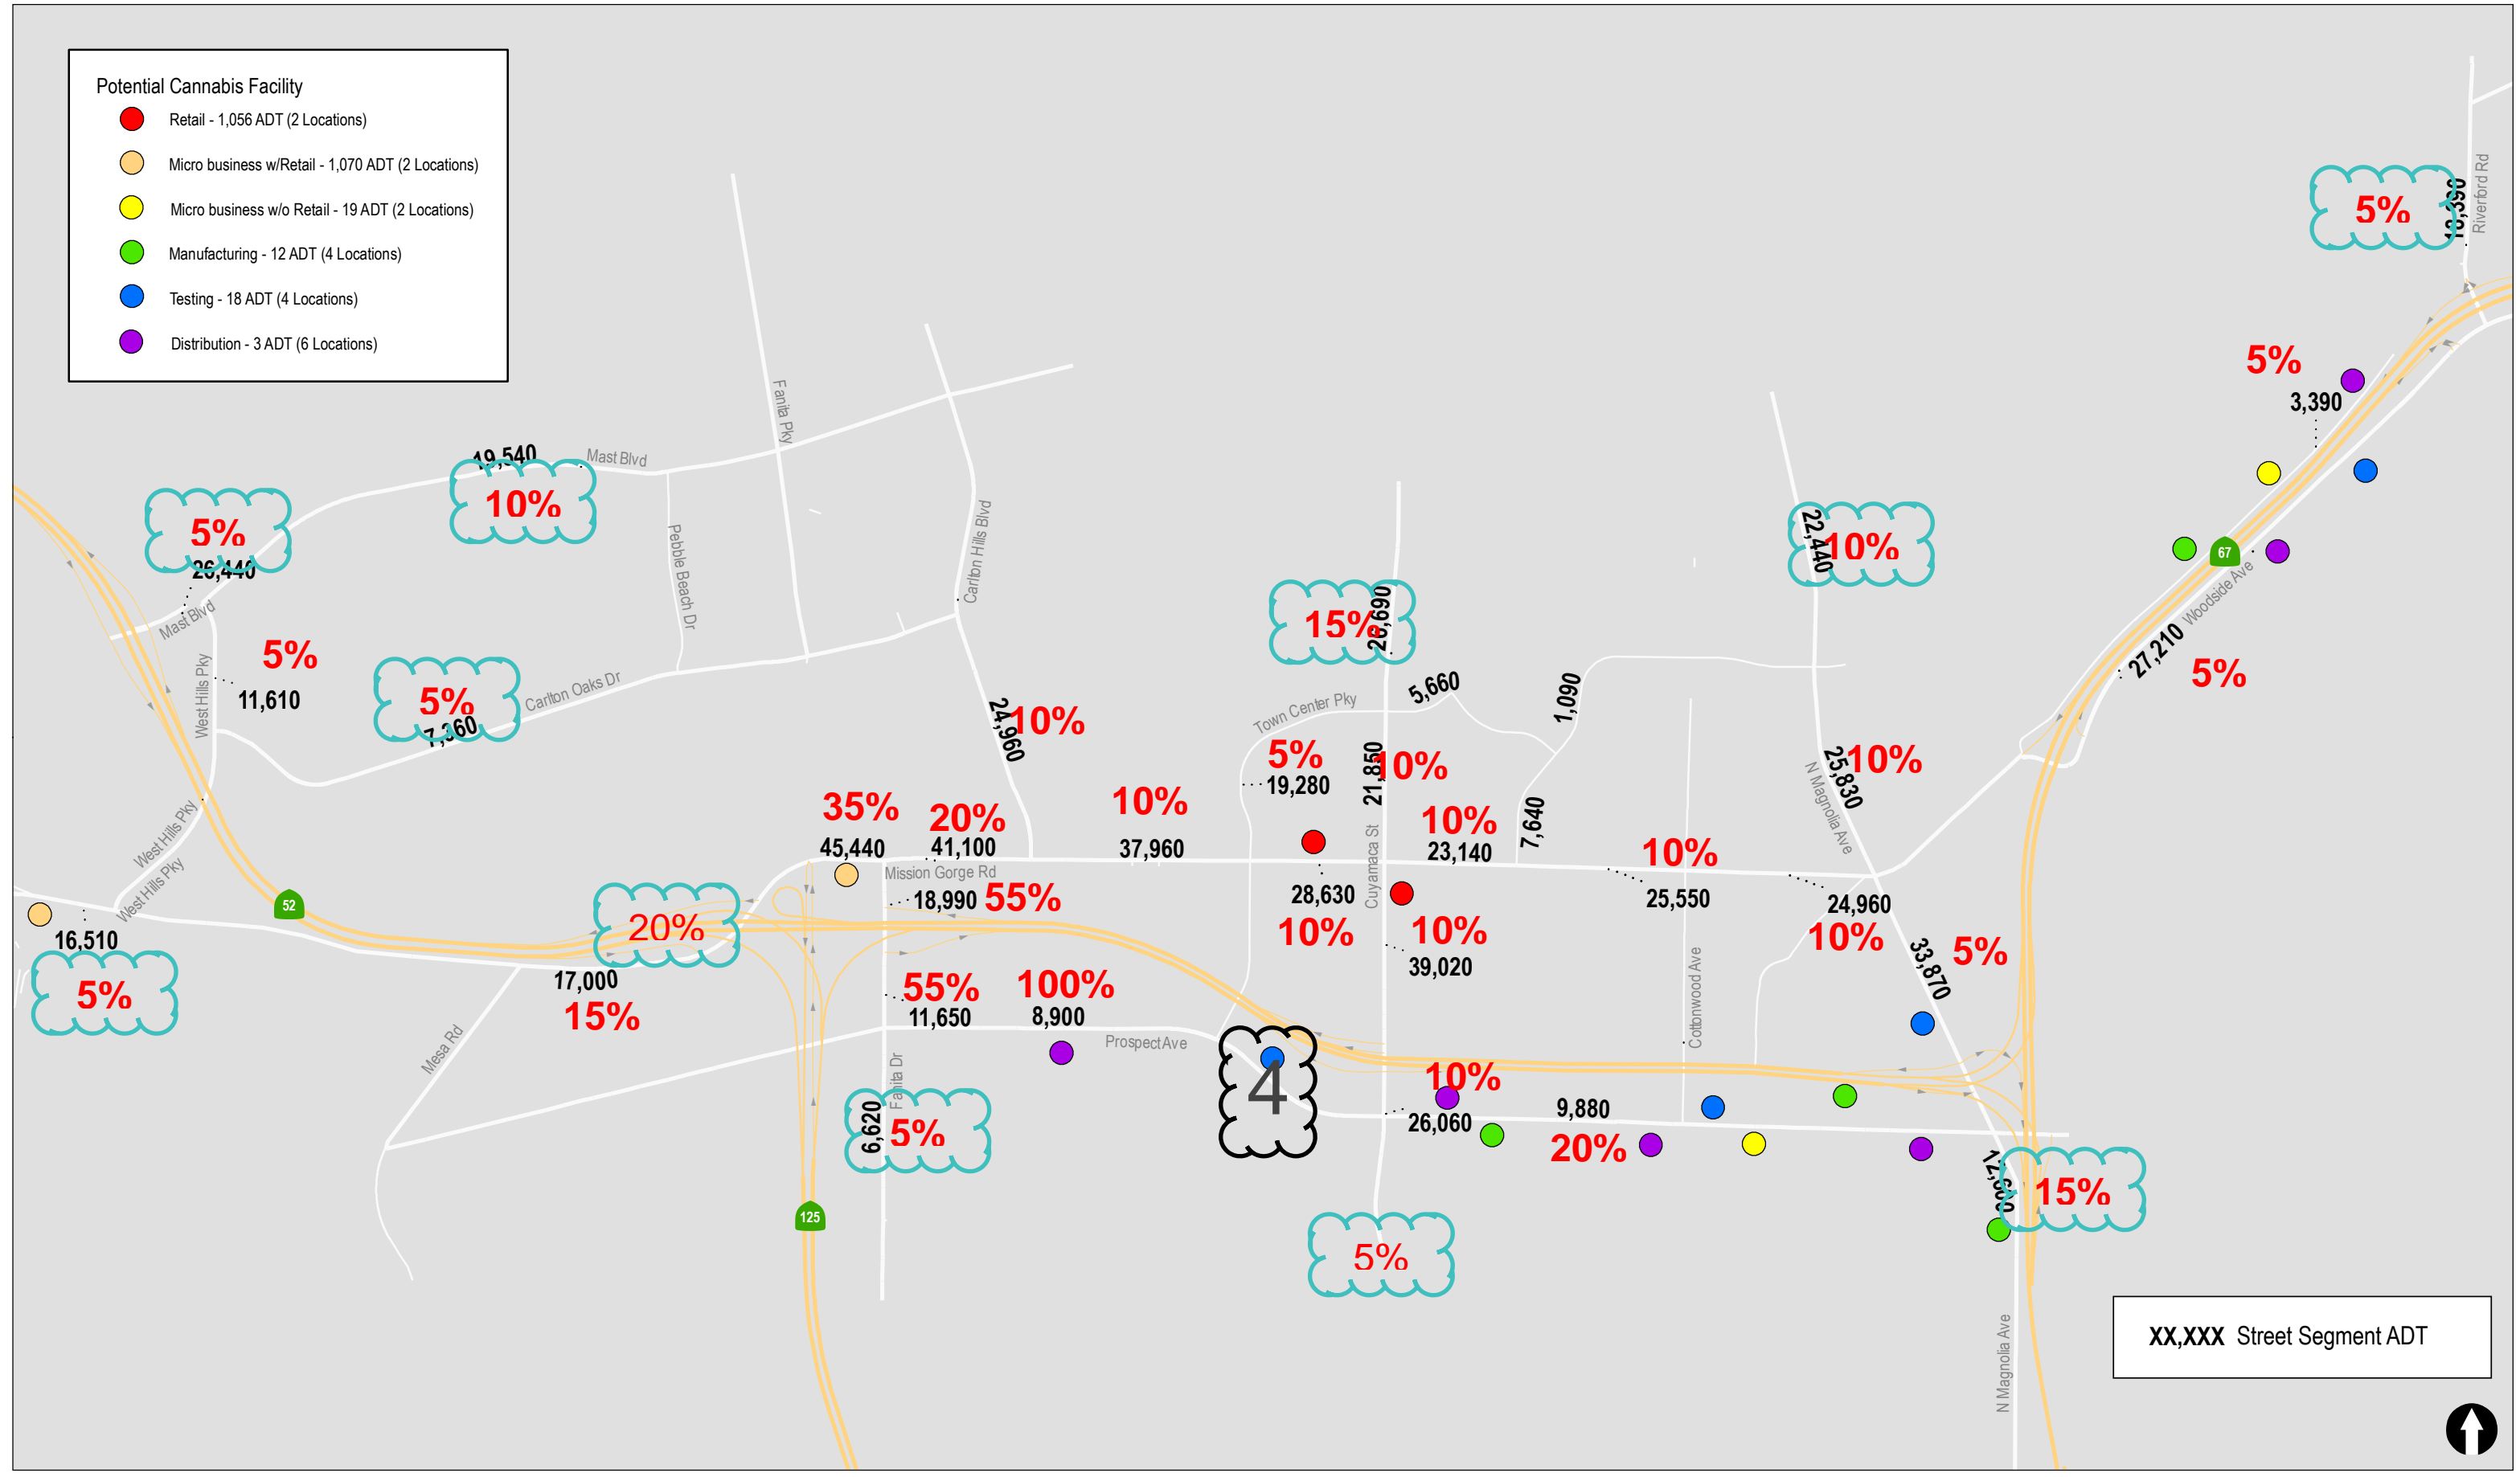 Potential Cannabis Facility
Retail - 1,056 ADT (2 Locations)
Micro business w/Retail - 1,070 ADT (2 Locations)
Micro business w/o Retail - 19 ADT (2 Locations)
Manufacturing - 12 ADT (4 Locations)
Testing - 18 ADT (4 Locations)
Distribution - 3 ADT (6 Locations)
5%
Riverford Rd
5%
3,390
Fanita Pky
19,540
Mast Blvd
10%
5%
26,440
Mast Blvd
Pebble Beach Dr
Carlton Hills Blvd
22,440
10%
67
Woodside Ave
27,210
5%
15%
5%
West Hills Pky
11,610
5%
7,360
Carlton Oaks Dr
24,960
10%
Town Center Pky
5,660
1,090
5%
19,280
21,850
10%
25,830
10%
N Magnolia Ave
35%
20%
10%
10%
7,640
45,440
41,100
37,960
23,140
10%
West Hills Pky
West Hills Pky
52
Mission Gorge Rd
18,990
55%
28,630
Cuyamaca St
25,550
24,960
16,510
20%
10%
10%
10%
33,870
5%
39,020
5%
17,000
15%
55%
100%
11,650
8,900
Cottonwood Ave
Mesa Rd
Prospect Ave
Fanita Dr
4
10%
26,060
9,880
20%
6,620
5%
15%
125
5%
N Magnolia Ave
XX,XXX Street Segment ADT